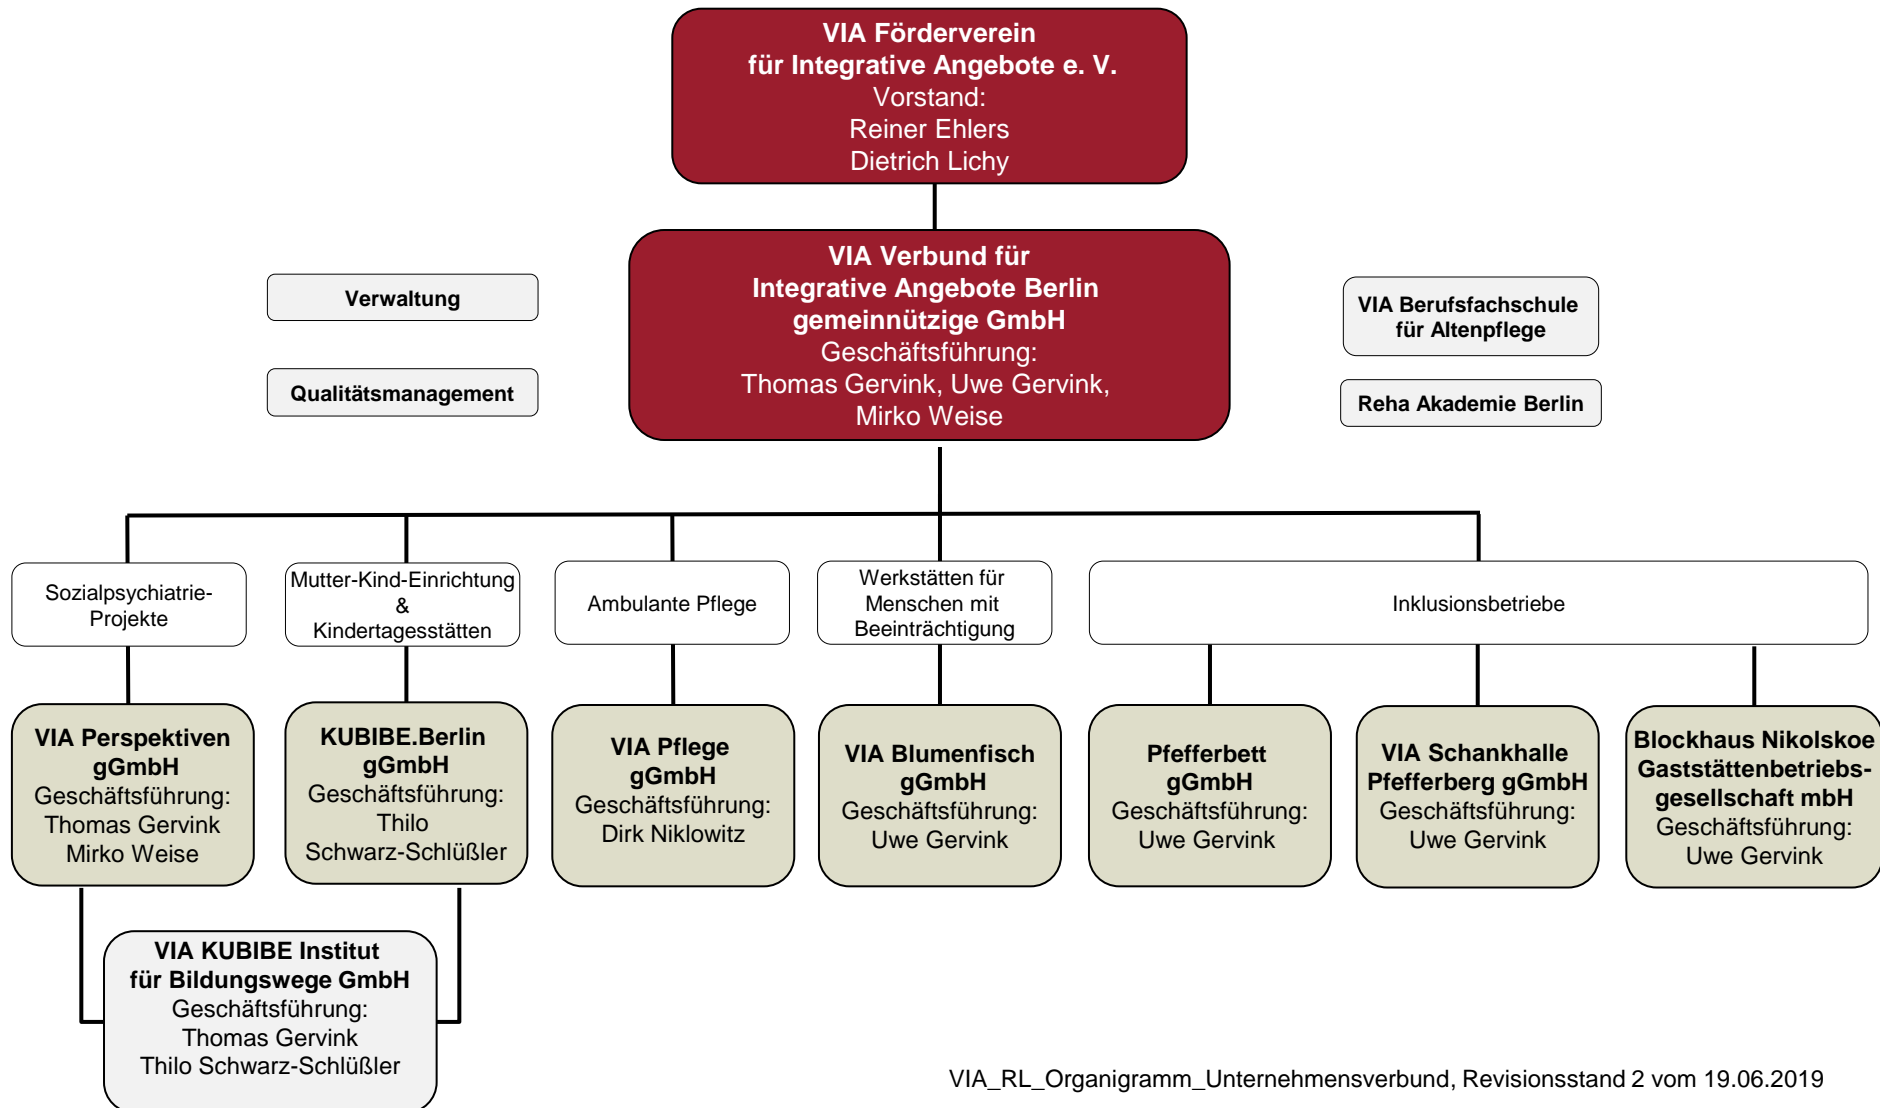 VIA Förderverein
für Integrative Angebote e. V.
Vorstand:
Reiner Ehlers
Dietrich Lichy
VIA Verbund für
Integrative Angebote Berlin
gemeinnützige GmbH
Geschäftsführung:
Thomas Gervink, Uwe Gervink,
Mirko Weise
Verwaltung
Qualitätsmanagement
VIA Berufsfachschule
für Altenpflege
Reha Akademie Berlin
Sozialpsychiatrie-
Projekte
Mutter-Kind-Einrichtung
&
Kindertagesstätten
Ambulante Pflege
Werkstätten für
Menschen mit
Beeinträchtigung
Inklusionsbetriebe
VIA Perspektiven
gGmbH
Geschäftsführung:
Thomas Gervink
Mirko Weise
KUBIBE.Berlin
gGmbH
Geschäftsführung:
Thilo
Schwarz-Schlüßler
VIA Pflege
gGmbH
Geschäftsführung:
Dirk Niklowitz
VIA Blumenfisch
gGmbH
Geschäftsführung:
Uwe Gervink
Pfefferbett
gGmbH
Geschäftsführung:
Uwe Gervink
VIA Schankhalle
Pfefferberg gGmbH
Geschäftsführung:
Uwe Gervink
Blockhaus Nikolskoe
Gaststättenbetriebs-
gesellschaft mbH
Geschäftsführung:
Uwe Gervink
VIA KUBIBE Institut
für Bildungswege GmbH
Geschäftsführung:
Thomas Gervink
Thilo Schwarz-Schlüßler
VIA_RL_Organigramm_Unternehmensverbund, Revisionsstand 2 vom 19.06.2019